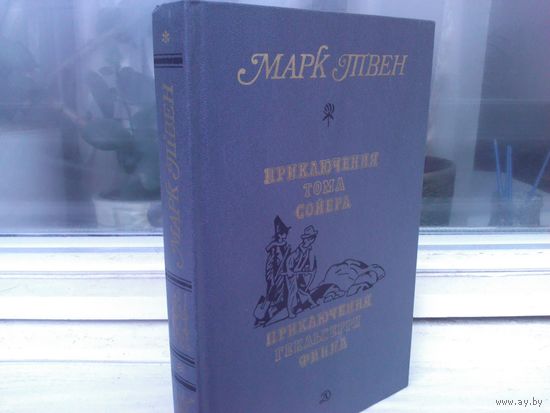 МАРК ТВЕН
ПРИКЛЮЧЕНИЯ
ТОМА
СОЙЕРА
ПРИКЛЮЧЕНИЯ
ГЕКЛЬБЕРРИ
ФИННА
МАРК ТВЕН
© www.ay.by